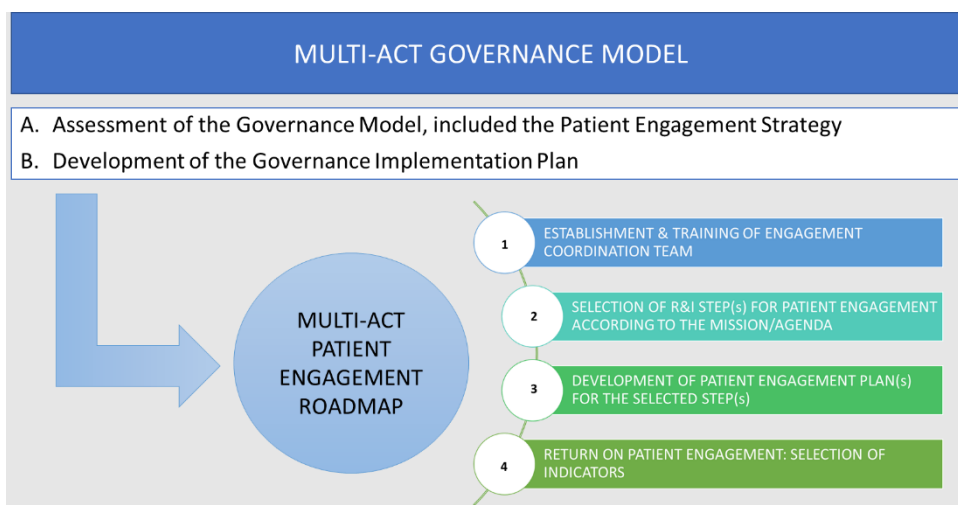 MULTI-ACT GOVERNANCE MODEL
A. Assessment of the Governance Model, included the Patient Engagement Strategy
B. Development of the Governance Implementation Plan
MULTI-ACT
PATIENT
ENGAGEMENT
ROADMAP
1
ESTABLISHMENT & TRAINING OF ENGAGEMENT
COORDINATION TEAM
2
SELECTION OF R&I STEP(s) FOR PATIENT ENGAGEMENT
ACCORDING TO THE MISSION/AGENDA
3
DEVELOPMENT OF PATIENT ENGAGEMENT PLAN(s)
FOR THE SELECTED STEP(s)
4
RETURN ON PATIENT ENGAGEMENT: SELECTION OF
INDICATORS